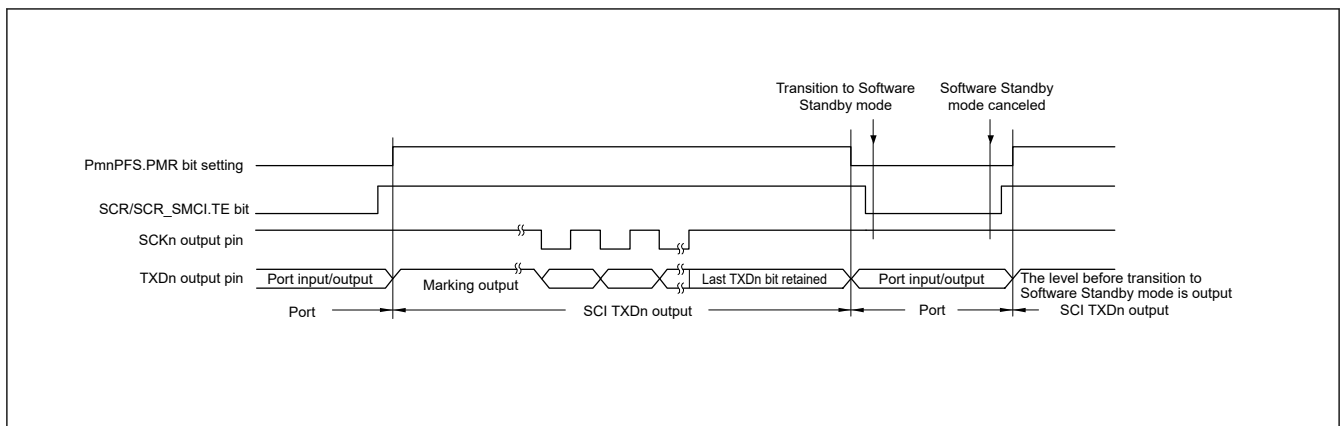 Transition to Software
Standby mode
Software Standby
mode canceled
PmnPFS.PMR bit setting
SCR/SCR_SMCI.TE bit
SCKn output pin
TXDn output pin
Port input/output
Marking output
Last TXDn bit retained
Port input/output
The level before transition to
Software Standby mode is output
Port
SCI TXDn output
Port
SCI TXDn output